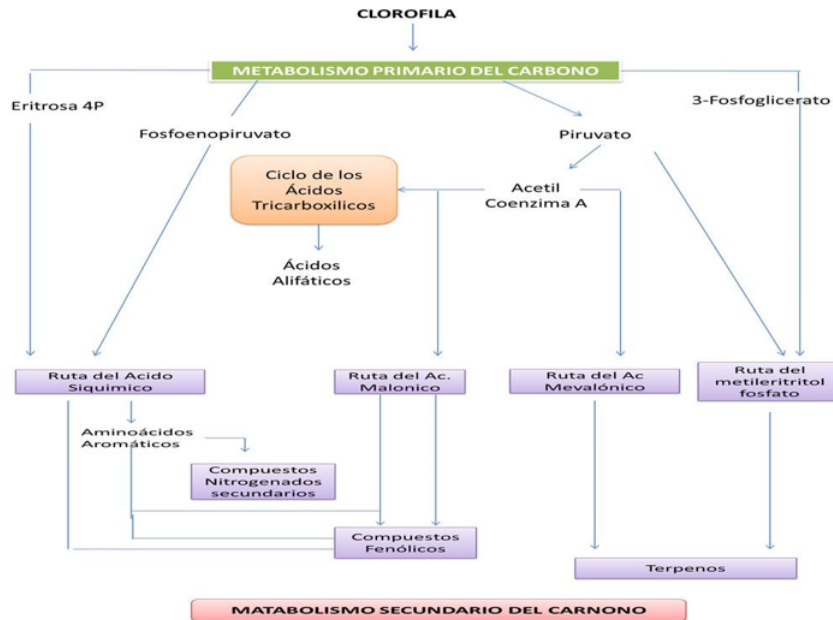 CLOROFILA
METABOLISMO PRIMARIO DEL CARBONO
Eritrosa 4P
3-Fosfoglicerato
Fosfoenopiruvato
Piruvato
Ciclo de los
Ácidos
Tricarboxilicos
Acetil
Coenzima A
Ácidos
Alifáticos
Ruta del Acido
Siquimico
Ruta del Ac.
Malonico
Ruta del Ac
Mevalónico
Ruta del
metileritritol
fosfato
Aminoácidos
Aromáticos
Compuestos
Nitrogenados
secundarios
Compuestos
Fenólicos
Terpenos
MATABOLISMO SECUNDARIO DEL CARNONO